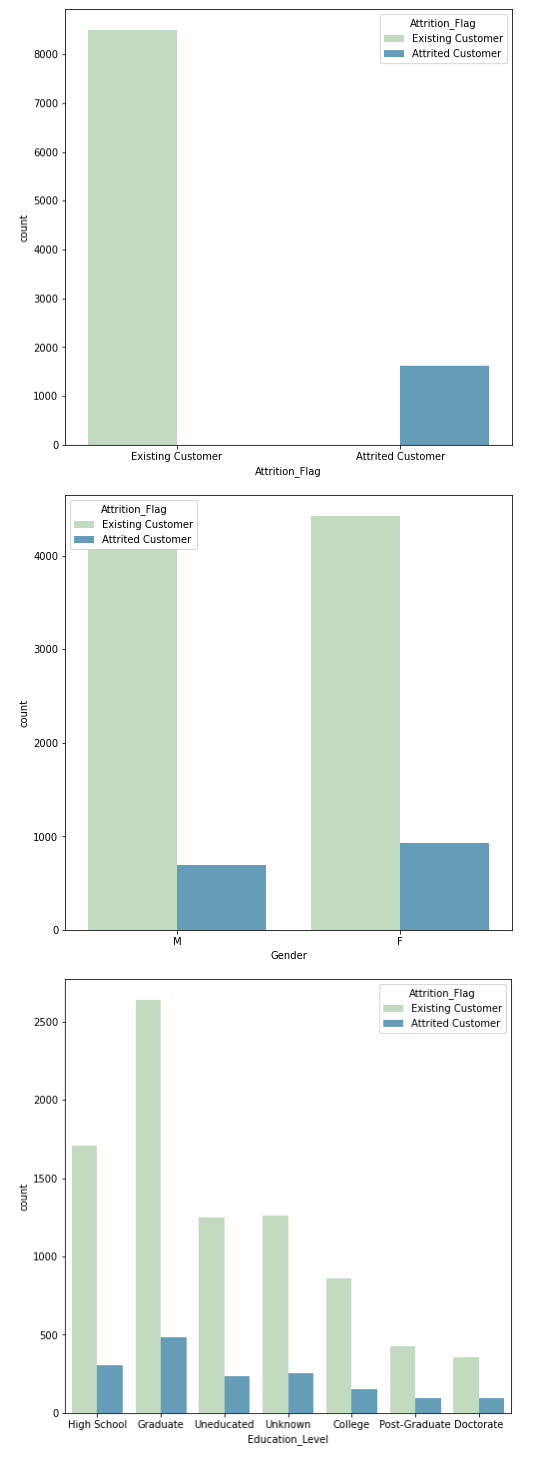 Attrition_Flag
Existing Customer
Attrited Customer
8000
7000
6000
5000
4000
3000
2000
1000
0
count
Existing Customer Attrited Customer
Attrition_Flag
Attrition_Flag
Existing Customer
Attrited Customer
4000
3000
2000
1000
0
count
M F
Gender
Attrition_Flag
Existing Customer
Attrited Customer
2500
2000
1500
1000
500
0
count
High School Graduate Uneducated Unknown College Post-Graduate Doctorate
Education_Level